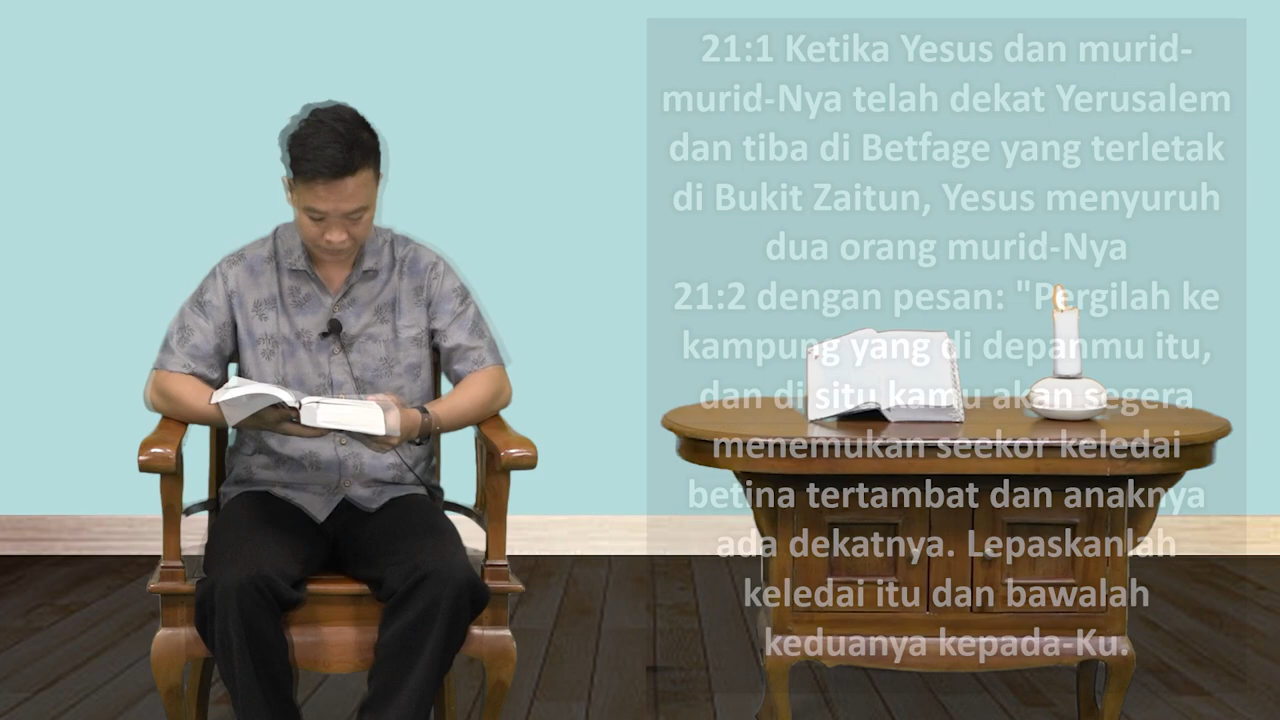 21:1 Ketika Yesus dan murid-
murid-Nya telah dekat Yerusalem
dan tiba di Betfage yang terletak
di Bukit Zaitun, Yesus menyuruh
dua orang murid-Nya
21:2 dengan pesan: "Pergilah ke
kampung yang di depanmu itu,
dan di situ kamu akan segera
menemukan seekor keledai
betina tertambat dan anaknya
ada dekatnya. Lepaskanlah
keledai itu dan bawalah
keduanya kepada-Ku.